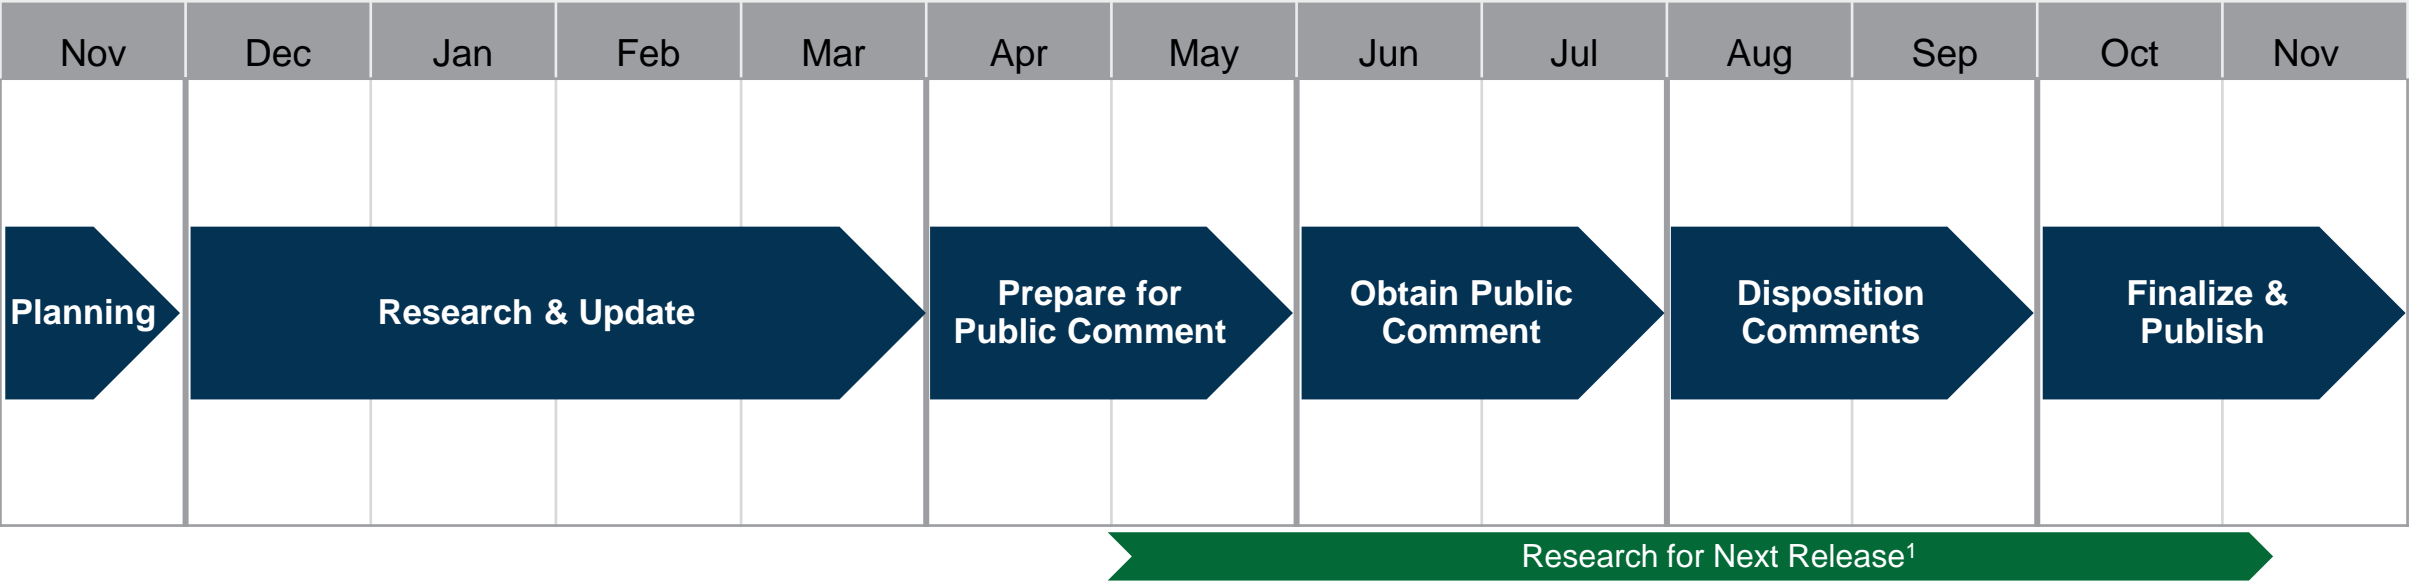 Nov Dec Jan Feb Mar Apr May Jun Jul Aug Sep Oct Nov
Planning
Research & Update
Prepare for
Public Comment
Obtain Public
Comment
Disposition
Comments
Finalize &
Publish
Research for Next Release¹